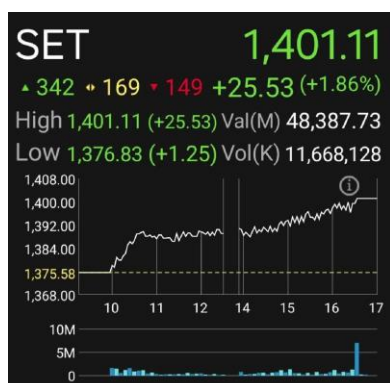 SET 1,401.11
▲ 342 ◂▸ 169 ▼ 149 +25.53 (+1.86%)
High 1,401.11 (+25.53) Val(M) 48,387.73
Low 1,376.83 (+1.25) Vol(K) 11,668,128
1,408.00
1,400.00
1,392.00
1,384.00
1,375.58
1,368.00
10 11 12 14 15 16 17
10M
5M
0